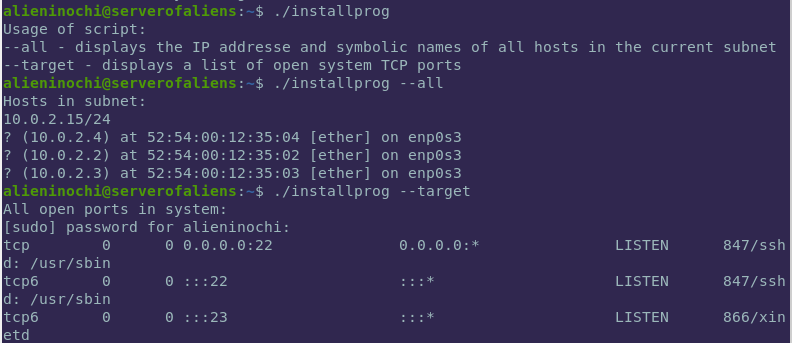 alieninochi@serverofaliens:~$ ./installprog
Usage of script:
--all - displays the IP addresse and symbolic names of all hosts in the current subnet
--target - displays a list of open system TCP ports
alieninochi@serverofaliens:~$ ./installprog --all
Hosts in subnet:
10.0.2.15/24
? (10.0.2.4) at 52:54:00:12:35:04 [ether] on enp0s3
? (10.0.2.2) at 52:54:00:12:35:02 [ether] on enp0s3
? (10.0.2.3) at 52:54:00:12:35:03 [ether] on enp0s3
alieninochi@serverofaliens:~$ ./installprog --target
All open ports in system:
[sudo] password for alieninochi:
tcp        0      0 0.0.0.0:22              0.0.0.0:*               LISTEN      847/ssh
d: /usr/sbin
tcp6       0      0 :::22                   :::*                    LISTEN      847/ssh
d: /usr/sbin
tcp6       0      0 :::23                   :::*                    LISTEN      866/xin
etd